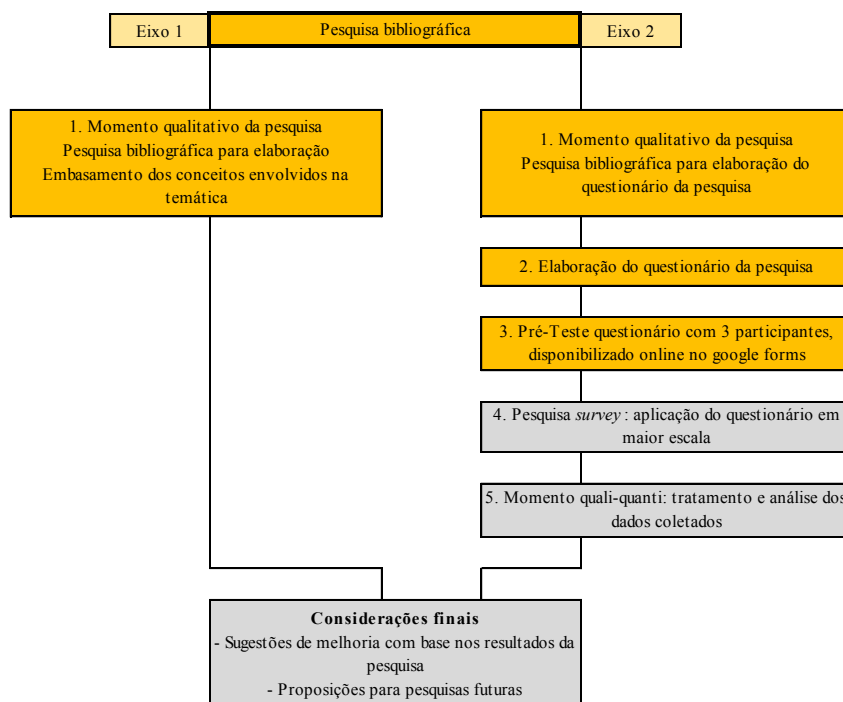 Eixo 1
Pesquisa bibliográfica
Eixo 2
1. Momento qualitativo da pesquisa
Pesquisa bibliográfica para elaboração
Embasamento dos conceitos envolvidos na
temática
1. Momento qualitativo da pesquisa
Pesquisa bibliográfica para elaboração do
questionário da pesquisa
2. Elaboração do questionário da pesquisa
3. Pré-Teste questionário com 3 participantes,
disponibilizado online no google forms
4. Pesquisa survey : aplicação do questionário em
maior escala
5. Momento quali-quanti: tratamento e análise dos
dados coletados
Considerações finais
- Sugestões de melhoria com base nos resultados da
pesquisa
- Proposições para pesquisas futuras